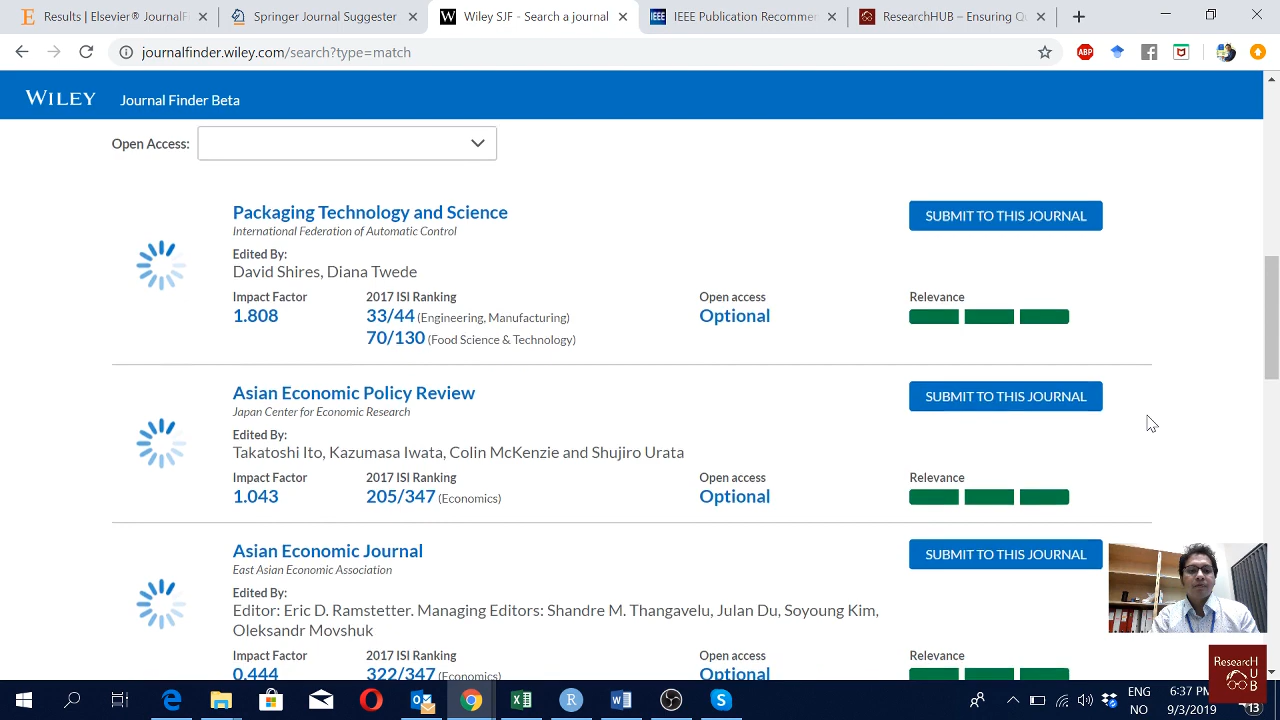 Results | Elsevier® JournalFi
Springer Journal Suggester
Wiley SJF - Search a journal
IEEE Publication Recomme
ResearchHUB – Ensuring Qu
journalfinder.wiley.com/search?type=match
ABP
WILEY Journal Finder Beta
Open Access:
Packaging Technology and Science
SUBMIT TO THIS JOURNAL
International Federation of Automatic Control
Edited By:
David Shires, Diana Twede
Impact Factor 2017 ISI Ranking Open access Relevance
1.808 33/44 (Engineering, Manufacturing) Optional
70/130 (Food Science & Technology)
Asian Economic Policy Review
SUBMIT TO THIS JOURNAL
Japan Center for Economic Research
Edited By:
Takatoshi Ito, Kazumasa Iwata, Colin McKenzie and Shujiro Urata
Impact Factor 2017 ISI Ranking Open access Relevance
1.043 205/347 (Economics) Optional
Asian Economic Journal
SUBMIT TO THIS JOURNAL
East Asian Economic Association
Edited By:
Editor: Eric D. Ramstetter. Managing Editors: Shandre M. Thangavelu, Julan Du, Soyoung Kim,
Oleksandr Movshuk
Impact Factor 2017 ISI Ranking Open access Relevance
0.444 322/347 (Economics) Optional
ResearcH
U
B
ENG 6:37 PM
NO 9/3/2019 13